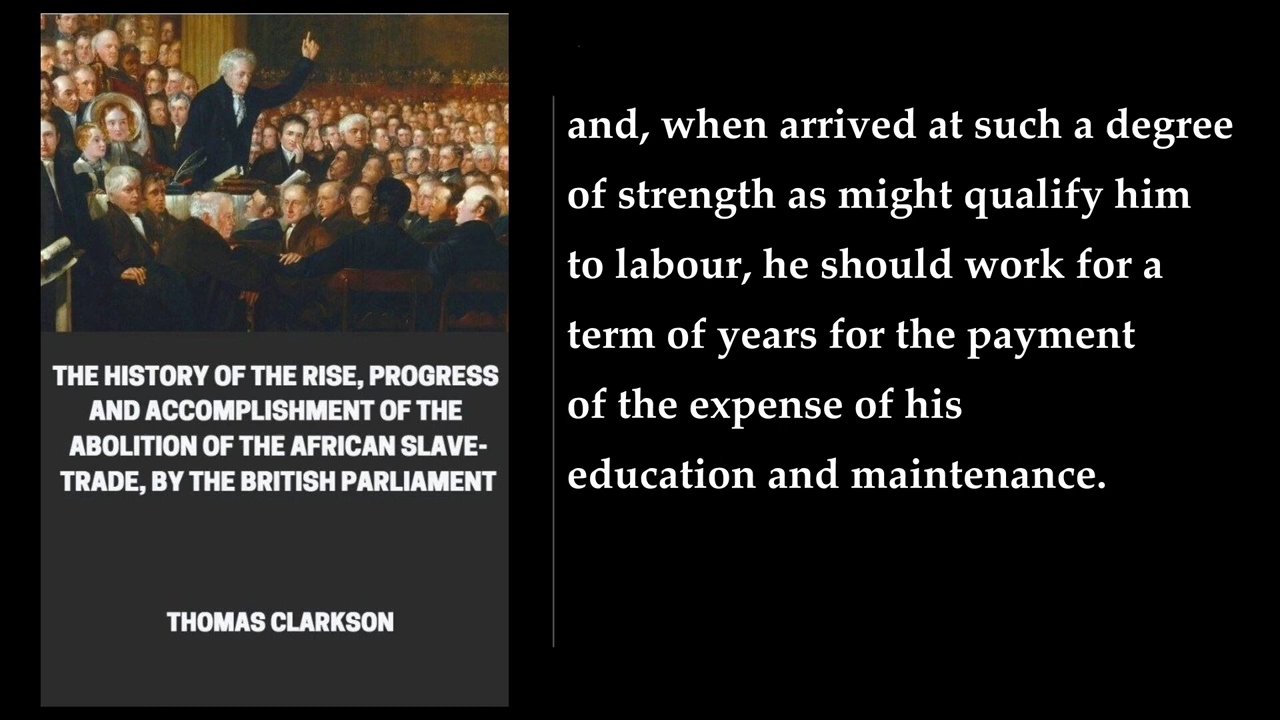 THE HISTORY OF THE RISE, PROGRESS
AND ACCOMPLISHMENT OF THE
ABOLITION OF THE AFRICAN SLAVE-
TRADE, BY THE BRITISH PARLIAMENT
THOMAS CLARKSON
and, when arrived at such a degree
of strength as might qualify him
to labour, he should work for a
term of years for the payment
of the expense of his
education and maintenance.